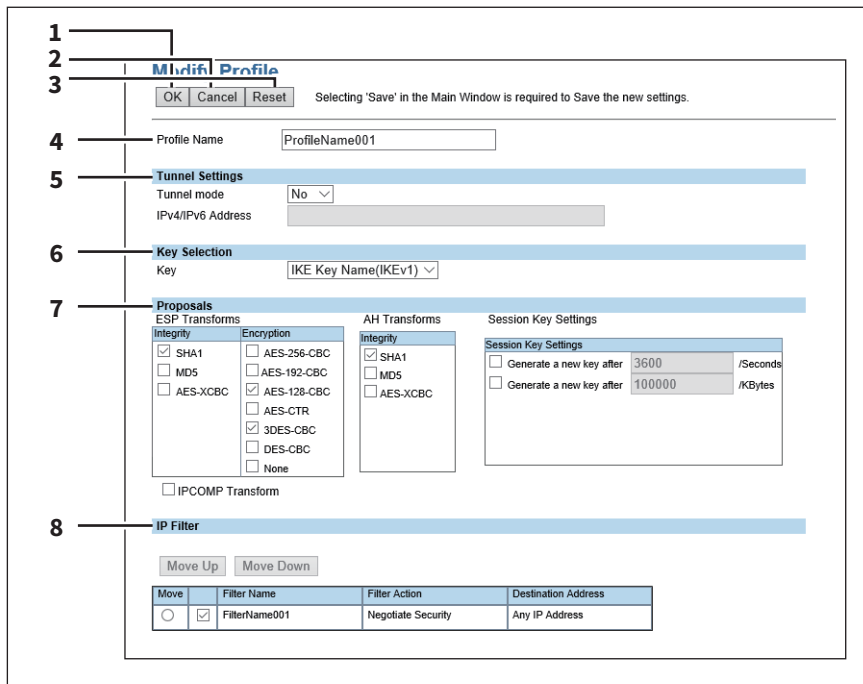 1
2
3
Modify Profile
OK Cancel Reset Selecting 'Save' in the Main Window is required to Save the new settings.
4
Profile Name ProfileName001
5
Tunnel Settings
Tunnel mode No
IPv4/IPv6 Address
6
Key Selection
Key IKE Key Name(IKEv1)
7
Proposals
ESP Transforms AH Transforms Session Key Settings
Integrity Encryption Integrity Session Key Settings
SHA1 AES-256-CBC SHA1 Generate a new key after 3600 /Seconds
MD5 AES-192-CBC MD5 Generate a new key after 100000 /KBytes
AES-XCBC AES-128-CBC AES-XCBC
AES-CTR
3DES-CBC
DES-CBC
None
IPCOMP Transform
8
IP Filter
Move Up Move Down
Move Filter Name Filter Action Destination Address
FilterName001 Negotiate Security Any IP Address